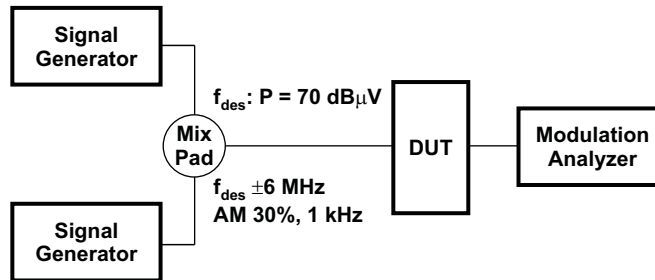 Signal
Generator
f_des: P = 70 dBμV
Mix
Pad
DUT
Modulation
Analyzer
f_des ±6 MHz
AM 30%, 1 kHz
Signal
Generator